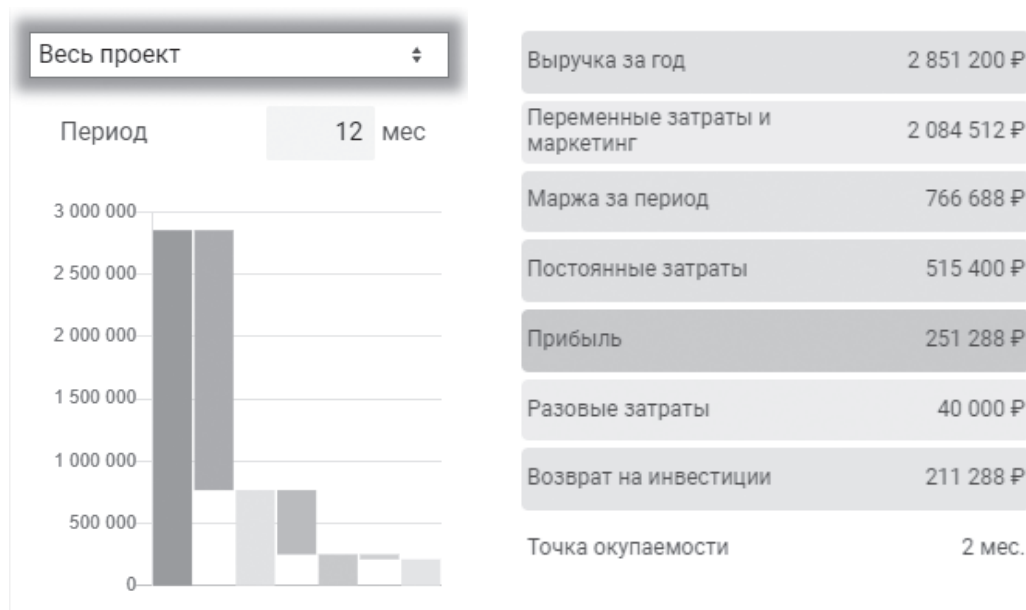 Весь проект
Период 12 мес
3 000 000
2 500 000
2 000 000
1 500 000
1 000 000
500 000
0
Выручка за год 2 851 200 ₽
Переменные затраты и
маркетинг 2 084 512 ₽
Маржа за период 766 688 ₽
Постоянные затраты 515 400 ₽
Прибыль 251 288 ₽
Разовые затраты 40 000 ₽
Возврат на инвестиции 211 288 ₽
Точка окупаемости 2 мес.